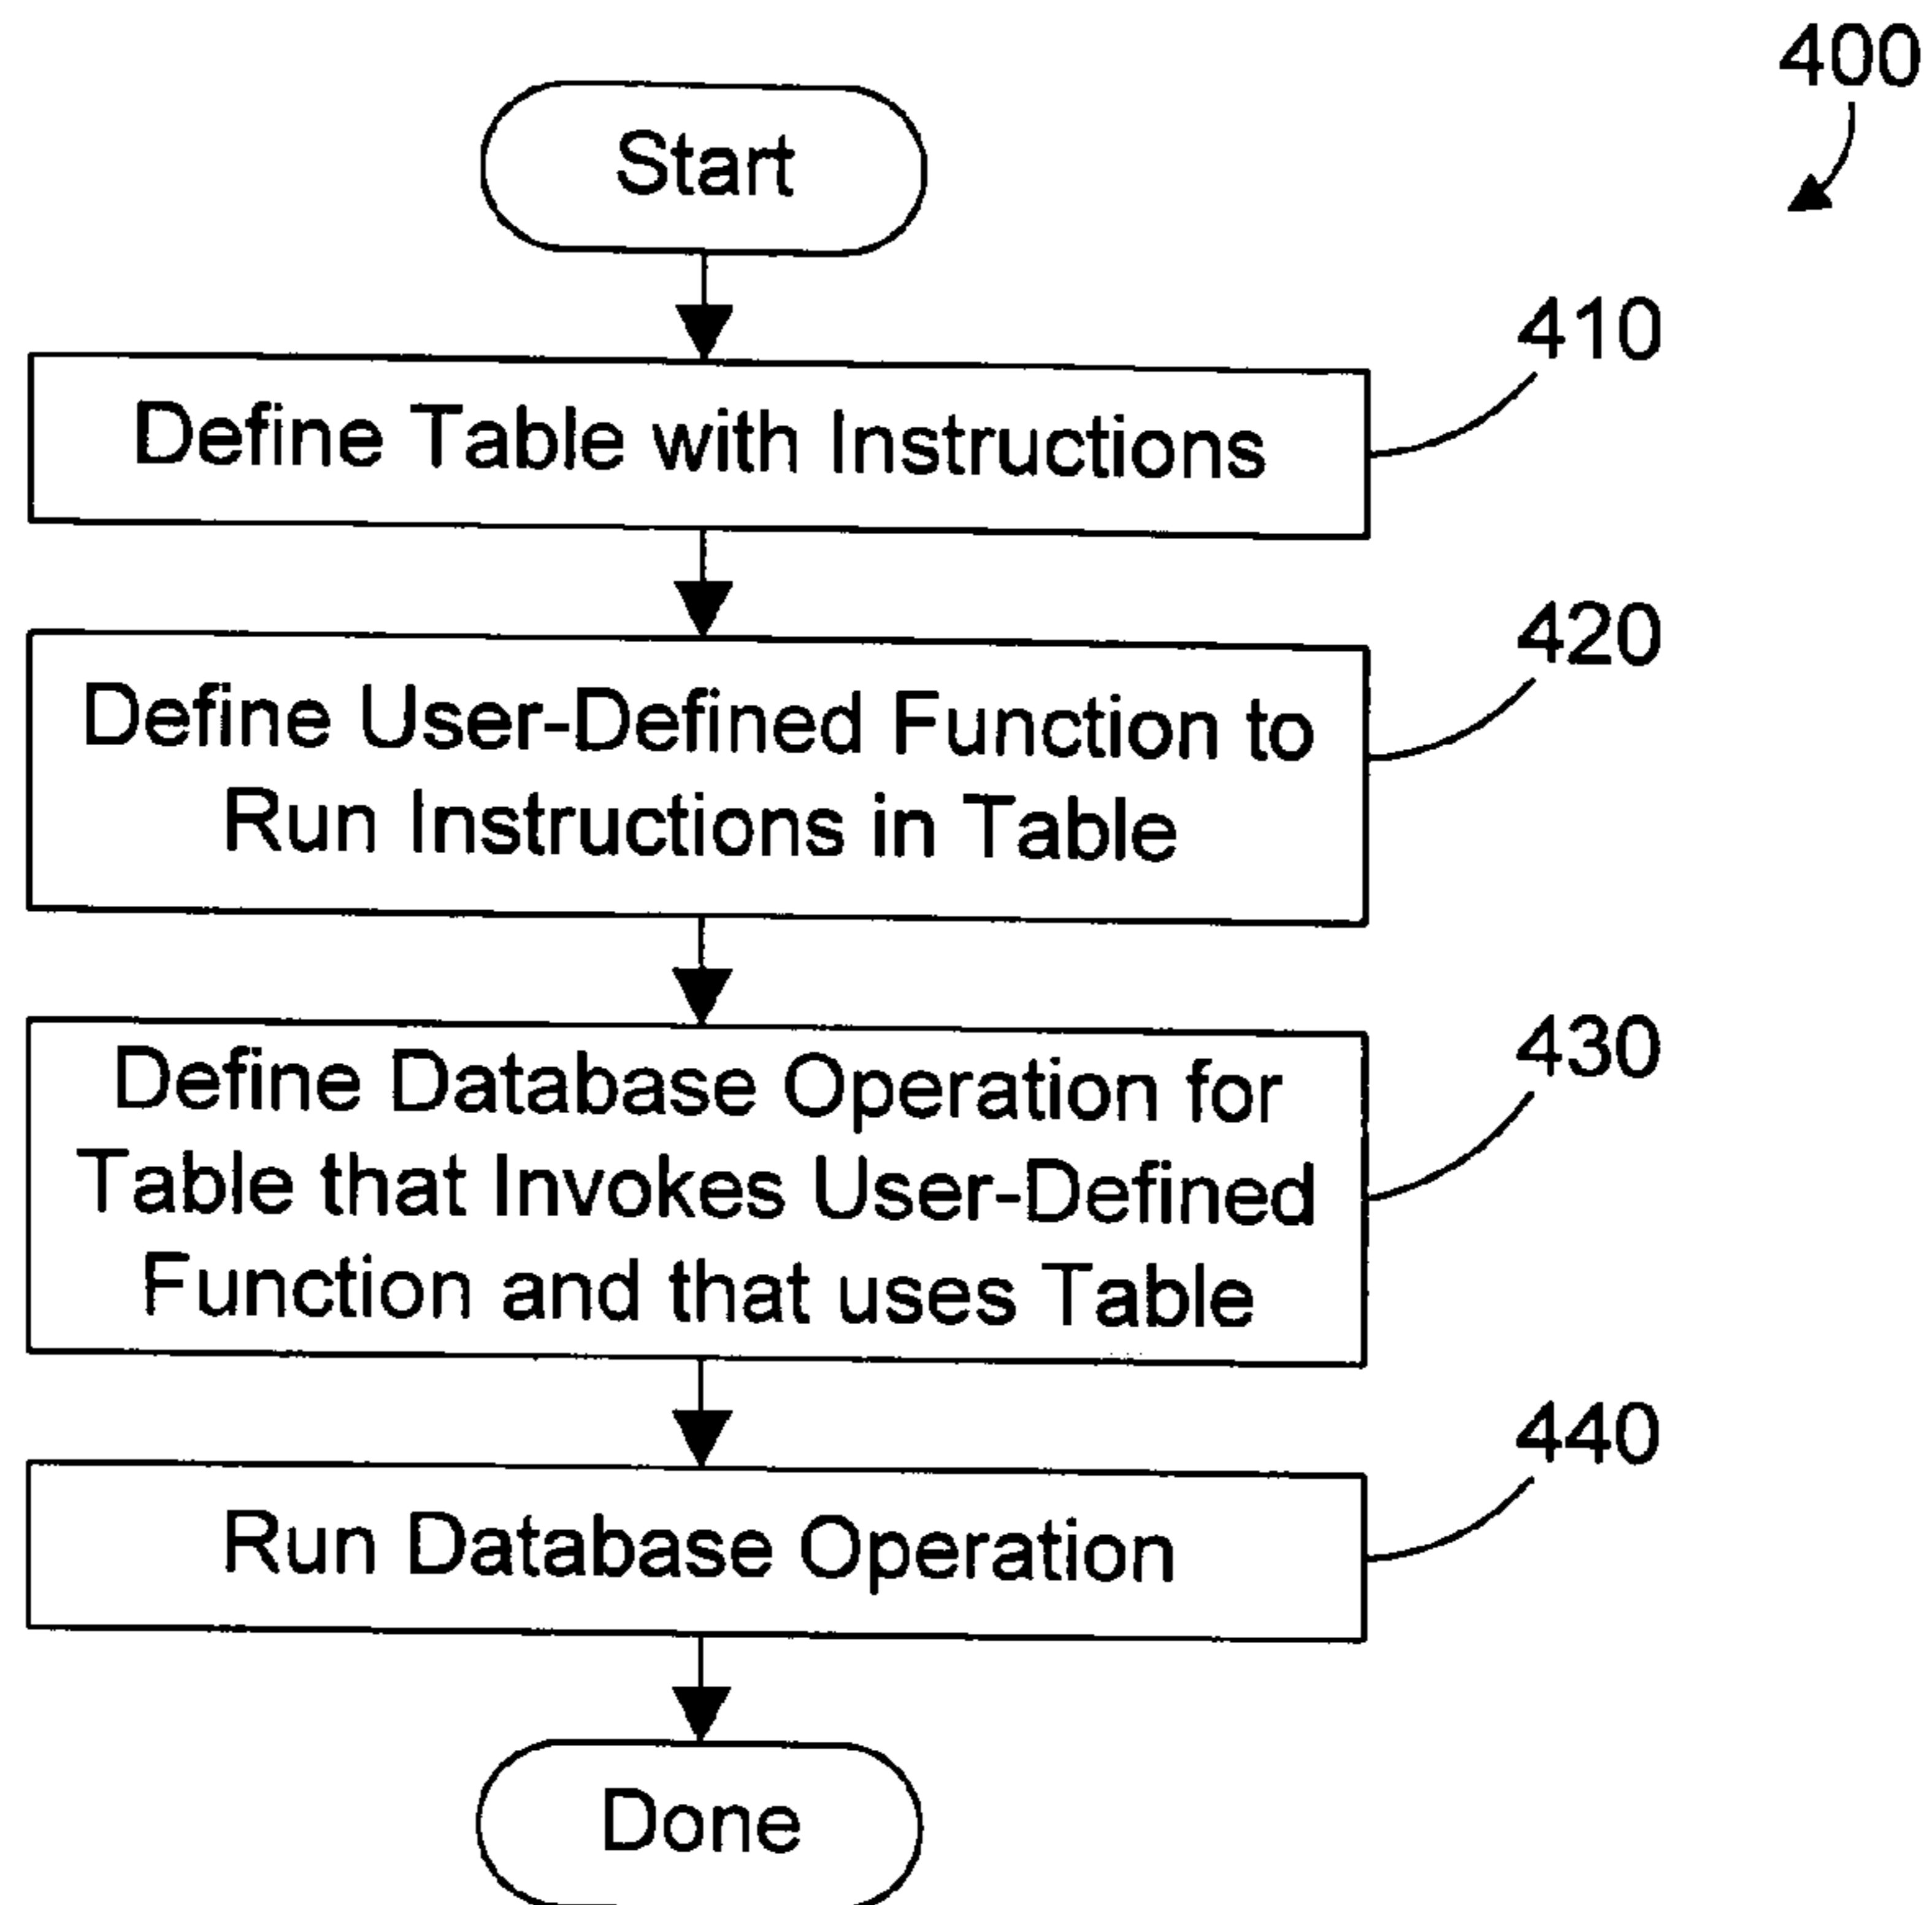 400
Start
410
Define Table with Instructions
420
Define User-Defined Function to
Run Instructions in Table
430
Define Database Operation for
Table that Invokes User-Defined
Function and that uses Table
440
Run Database Operation
Done